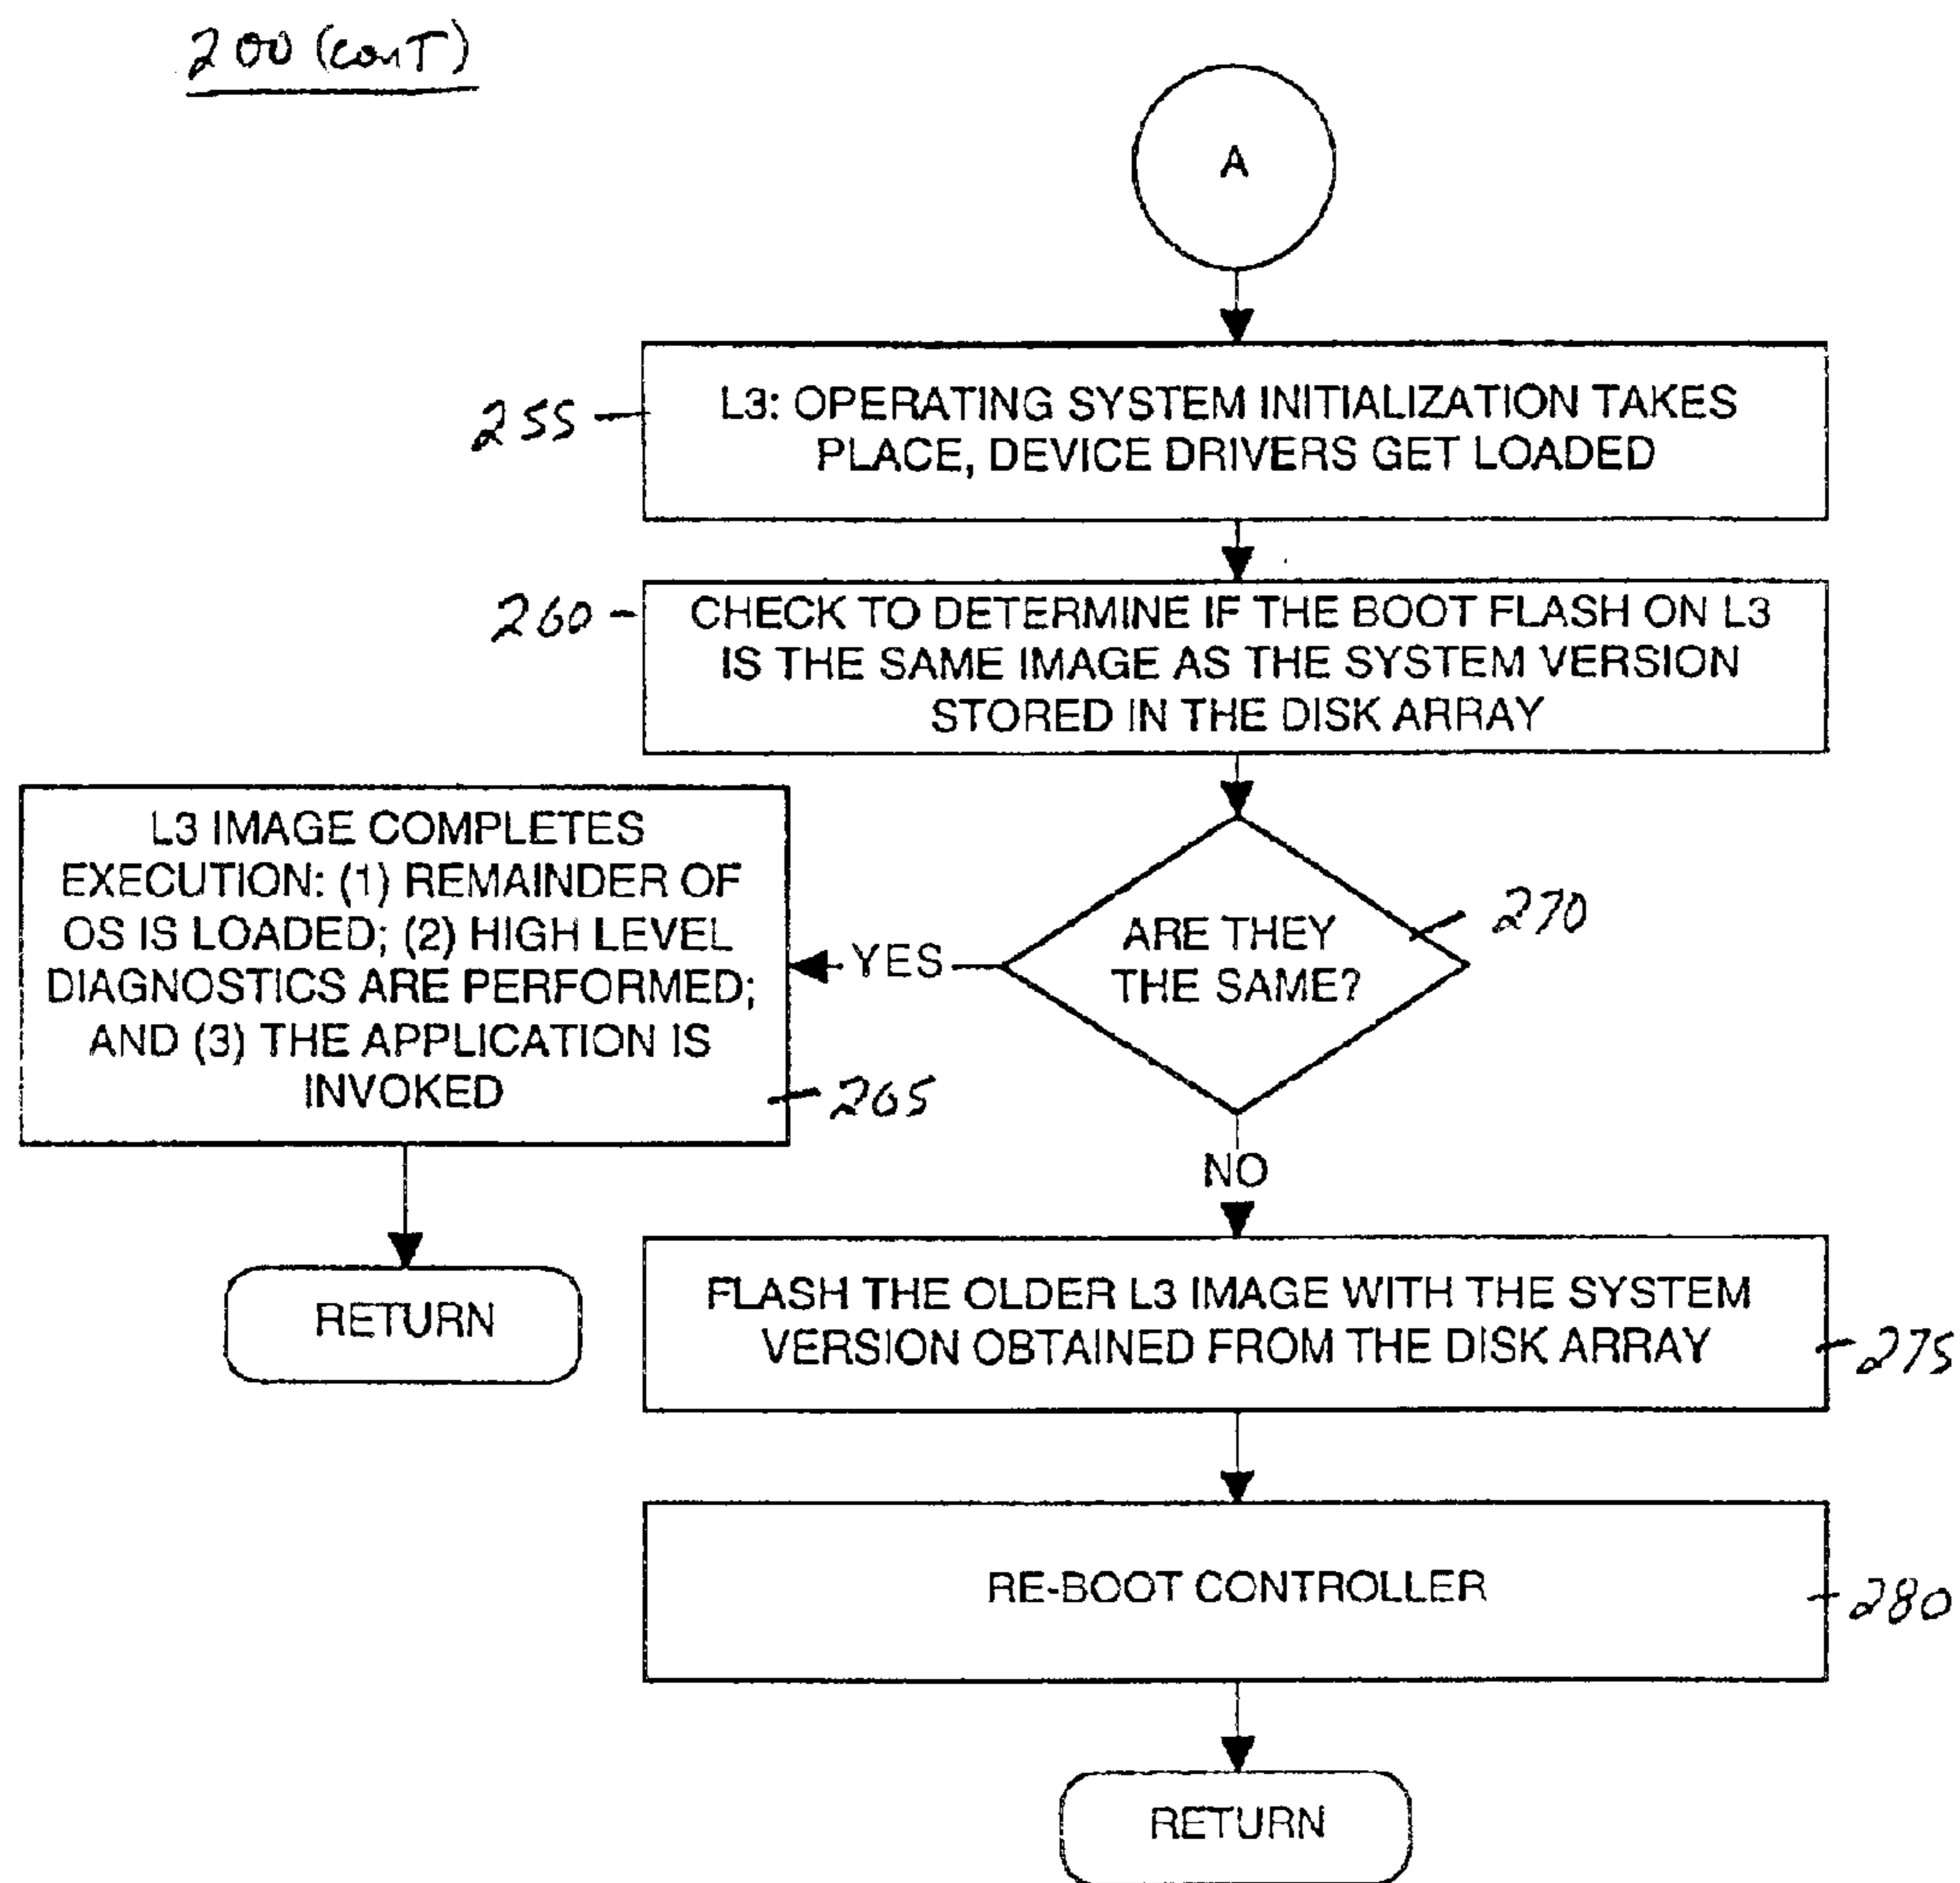 200 (conT)
A
255
L3: OPERATING SYSTEM INITIALIZATION TAKES
PLACE, DEVICE DRIVERS GET LOADED
260
CHECK TO DETERMINE IF THE BOOT FLASH ON L3
IS THE SAME IMAGE AS THE SYSTEM VERSION
STORED IN THE DISK ARRAY
L3 IMAGE COMPLETES
EXECUTION: (1) REMAINDER OF
OS IS LOADED; (2) HIGH LEVEL
DIAGNOSTICS ARE PERFORMED;
AND (3) THE APPLICATION IS
INVOKED
265
YES
ARE THEY
THE SAME?
270
NO
RETURN
FLASH THE OLDER L3 IMAGE WITH THE SYSTEM
VERSION OBTAINED FROM THE DISK ARRAY
275
RE-BOOT CONTROLLER
280
RETURN